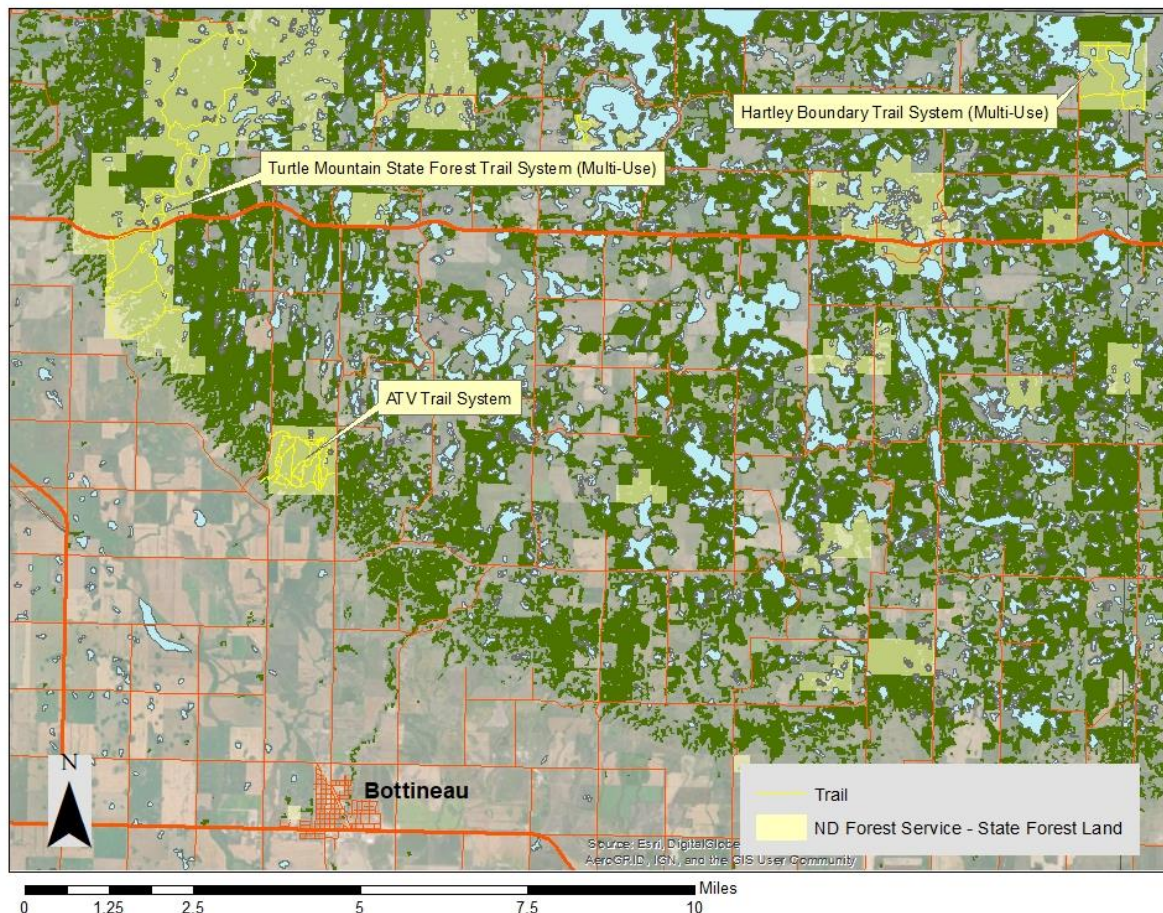 Hartley Boundary Trail System (Multi-Use)
Turtle Mountain State Forest Trail System (Multi-Use)
ATV Trail System
N
Bottineau
Trail
ND Forest Service - State Forest Land
Source: Esri, DigitalGlobe
AeroGRID, IGN, and the GIS User Community
Miles
0 1.25 2.5 5 7.5 10